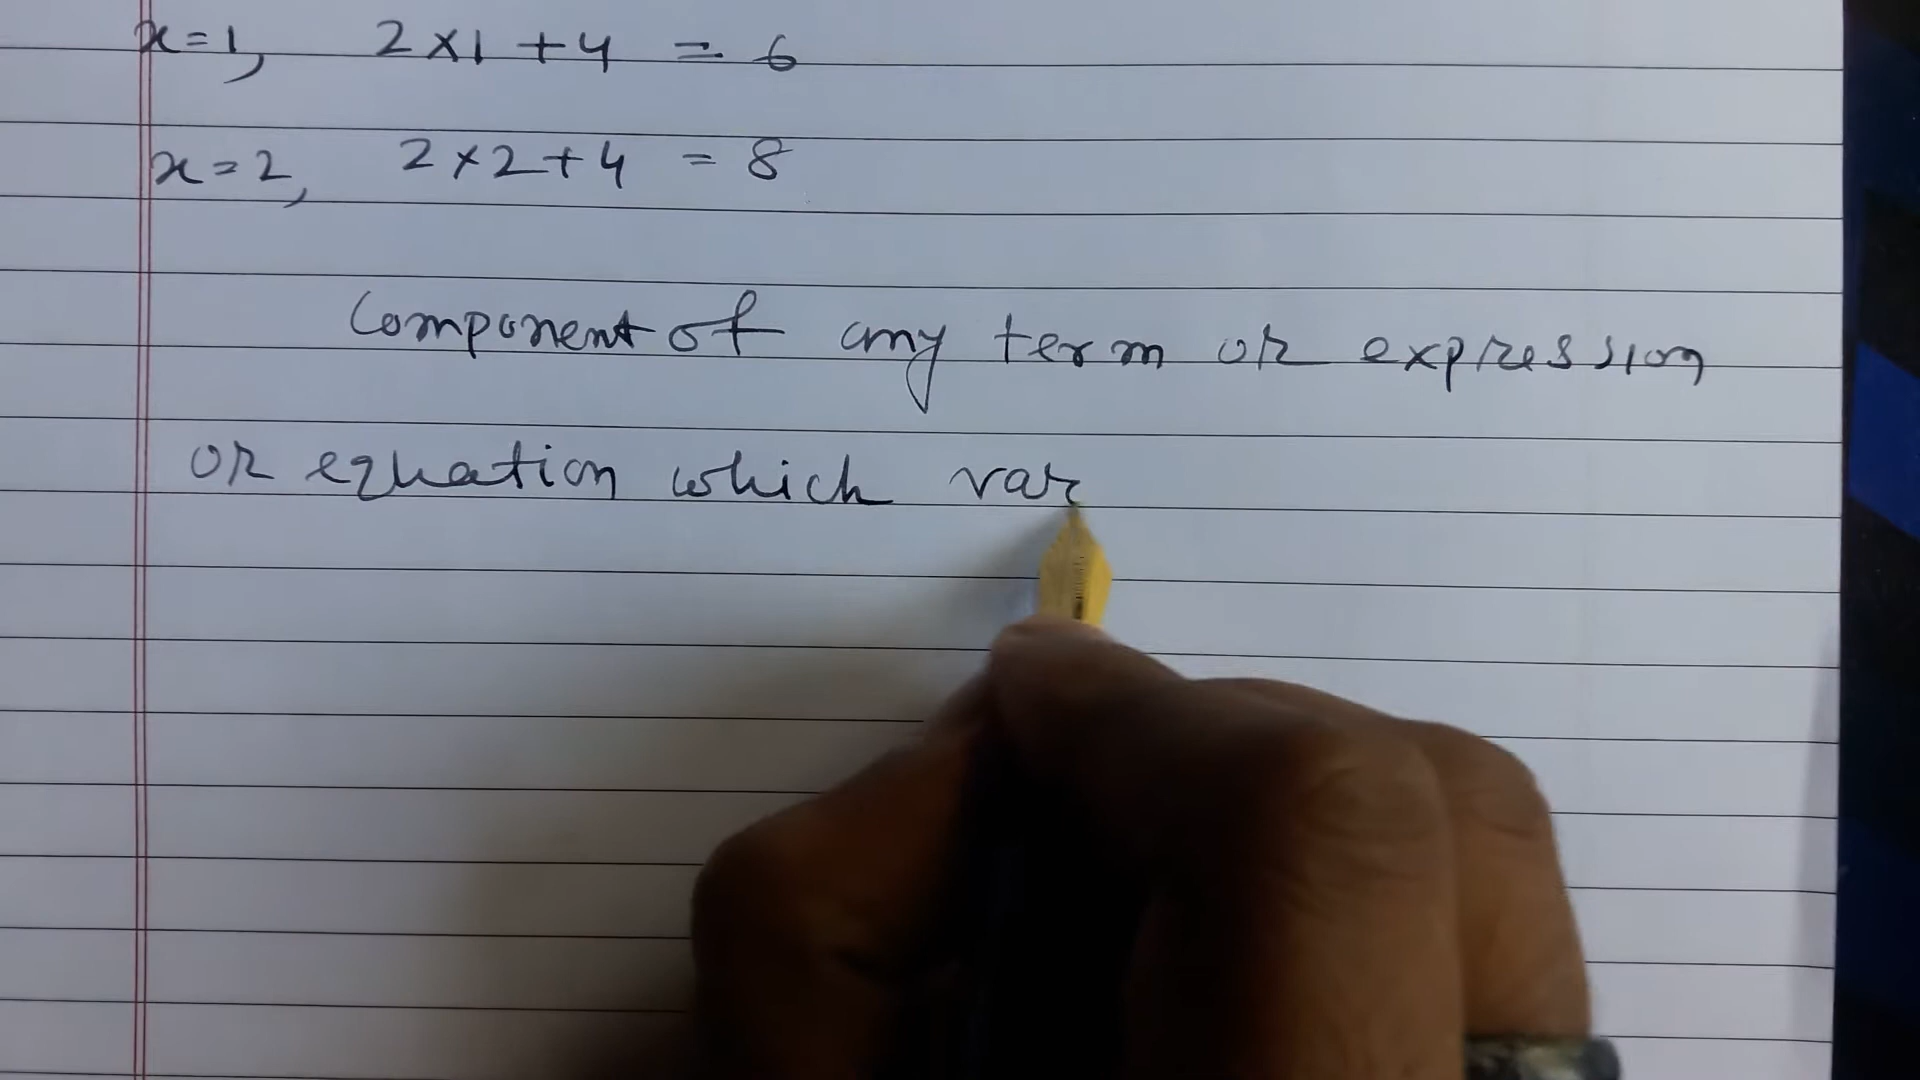 x=1, 2×1+4 = 6
x=2, 2×2+4 = 8
Component of any term or expression
or equation which var